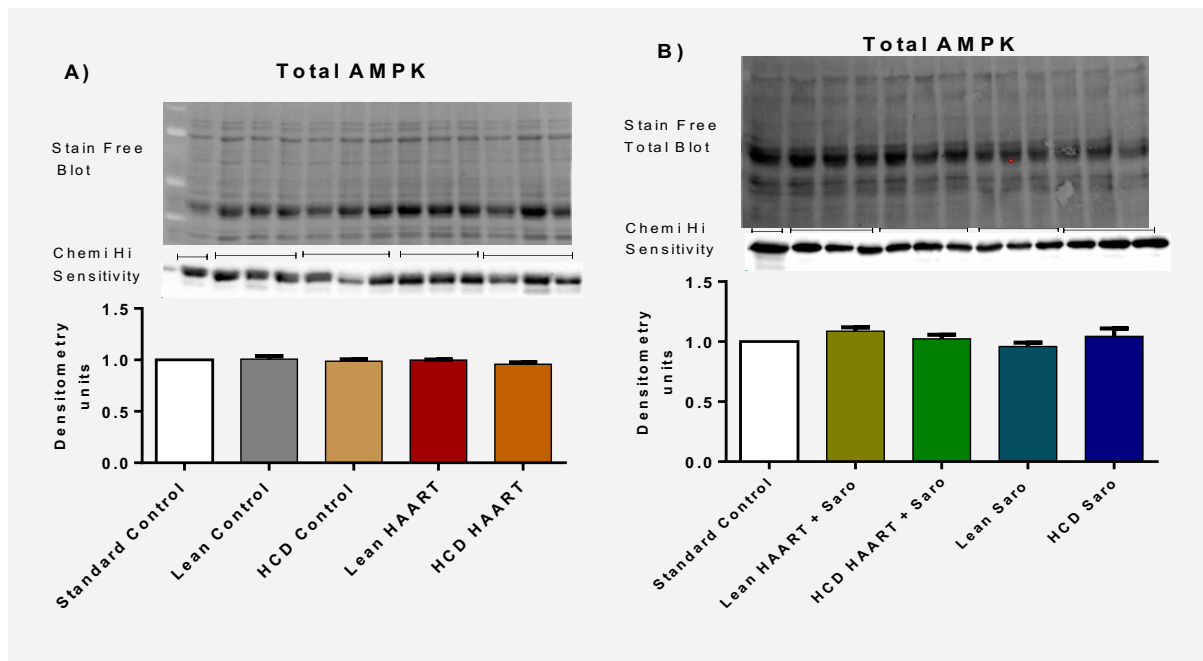 A)
Total AMPK
Stain Free
Blot
Chemi Hi
Sensitivity
1.5
1.0
0.5
0.0
Densitometry
units
Standard Control
Lean Control
HCD Control
Lean HAART
HCD HAART
B)
Total AMPK
Stain Free
Total Blot
Chemi Hi
Sensitivity
1.5
1.0
0.5
0.0
Densitometry
units
Standard Control
Lean HAART + Saro
HCD HAART + Saro
Lean Saro
HCD Saro